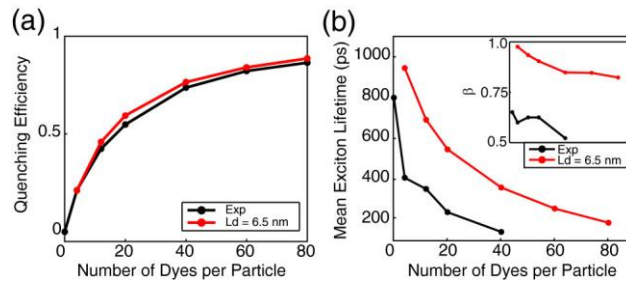 (a)
1
0.5
0
Quenching Efficiency
Exp
Ld = 6.5 nm
0 20 40 60 80
Number of Dyes per Particle
(b)
1000
800
600
400
200
Mean Exciton Lifetime (ps)
1.0
0.75
0.5
β
Exp
Ld = 6.5 nm
0 20 40 60 80
Number of Dyes per Particle